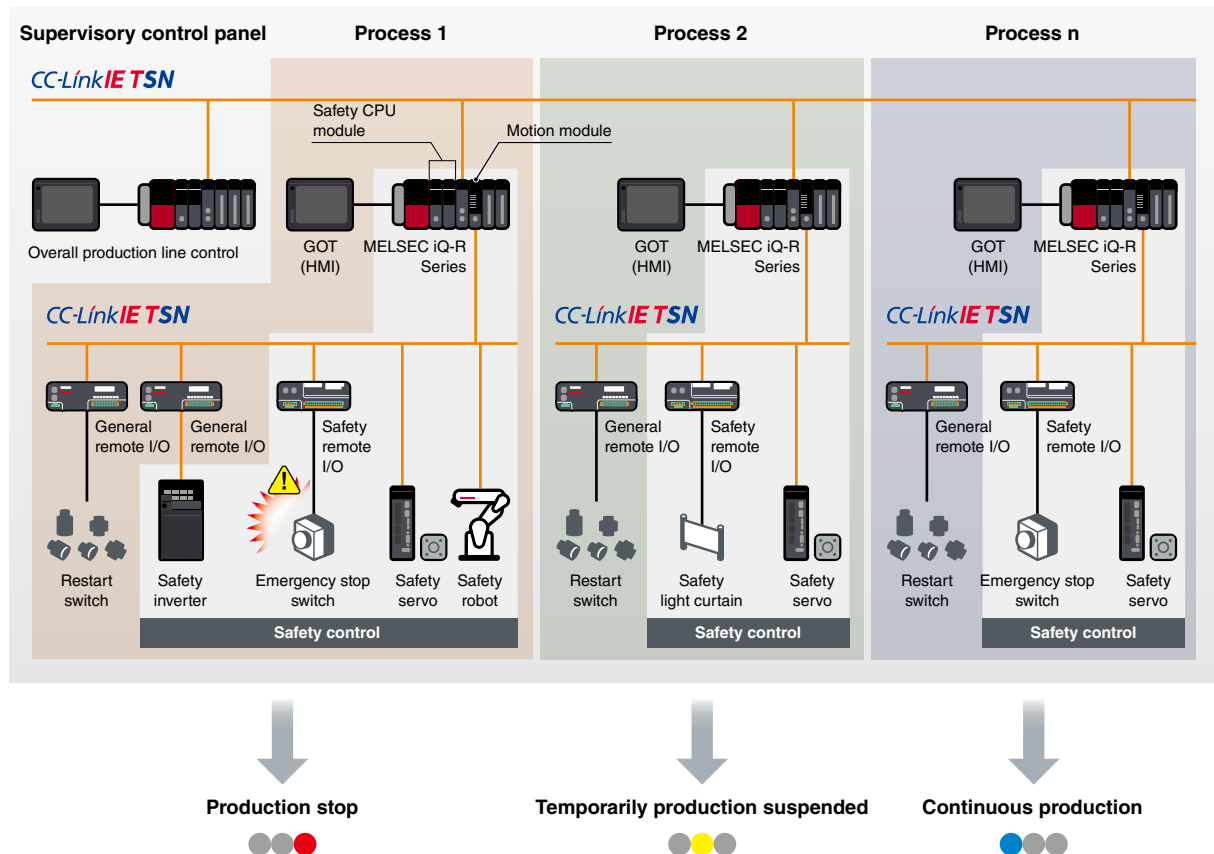 Supervisory control panel
Process 1
Process 2
Process n
CC-Link IE TSN
Safety CPU
module
Motion module
Overall production line control
GOT
(HMI)
MELSEC iQ-R
Series
GOT
(HMI)
MELSEC iQ-R
Series
GOT
(HMI)
MELSEC iQ-R
Series
CC-Link IE TSN
CC-Link IE TSN
CC-Link IE TSN
General
remote I/O
General
remote I/O
Safety
remote
I/O
General
remote I/O
Safety
remote
I/O
General
remote I/O
Safety
remote
I/O
!
Restart
switch
Safety
inverter
Emergency stop
switch
Safety
servo
Safety
robot
Restart
switch
Safety
light curtain
Safety
servo
Restart
switch
Emergency stop
switch
Safety
servo
Safety control
Safety control
Safety control
Production stop
Temporarily production suspended
Continuous production